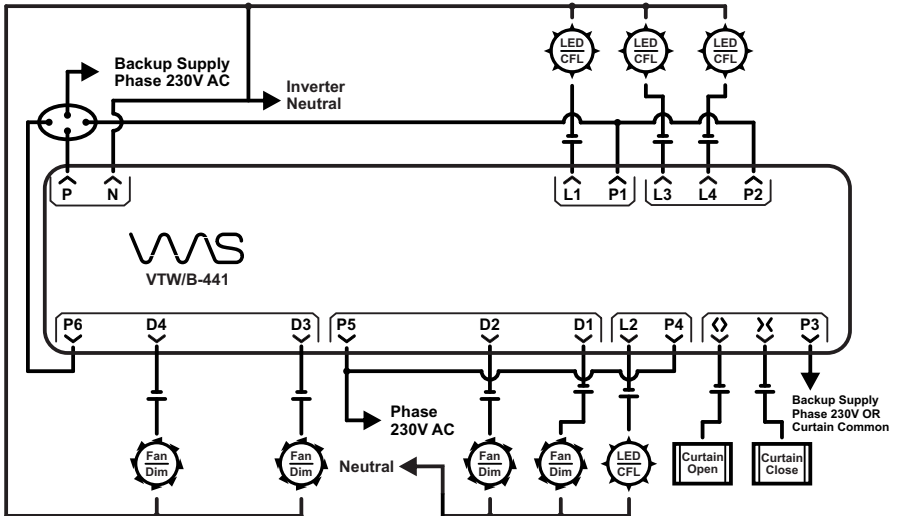 LED
CFL
LED
CFL
LED
CFL
Backup Supply
Phase 230V AC
Inverter
Neutral
P
N
L1
P1
L3
L4
P2
VTW/B-441
P6
D4
D3
P5
D2
D1
L2
P4
<>
><
P3
Phase
230V AC
Backup Supply
Phase 230V OR
Curtain Common
Fan
Dim
Fan
Dim
Neutral
Fan
Dim
Fan
Dim
LED
CFL
Curtain
Open
Curtain
Close